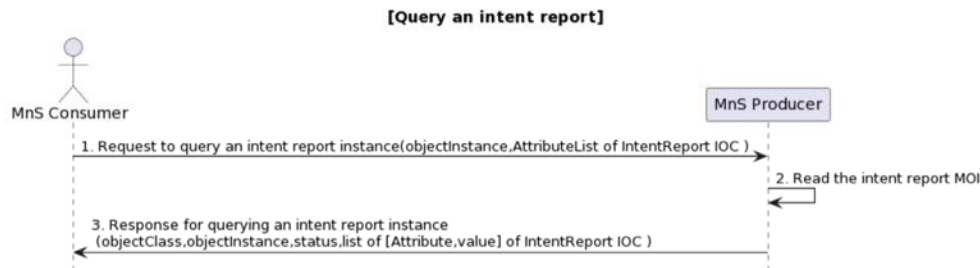 [Query an intent report]
MnS Consumer
MnS Producer
1. Request to query an intent report instance(objectInstance,AttributeList of IntentReport IOC )
2. Read the intent report MOI
3. Response for querying an intent report instance
(objectClass,objectInstance,status,list of [Attribute,value] of IntentReport IOC )